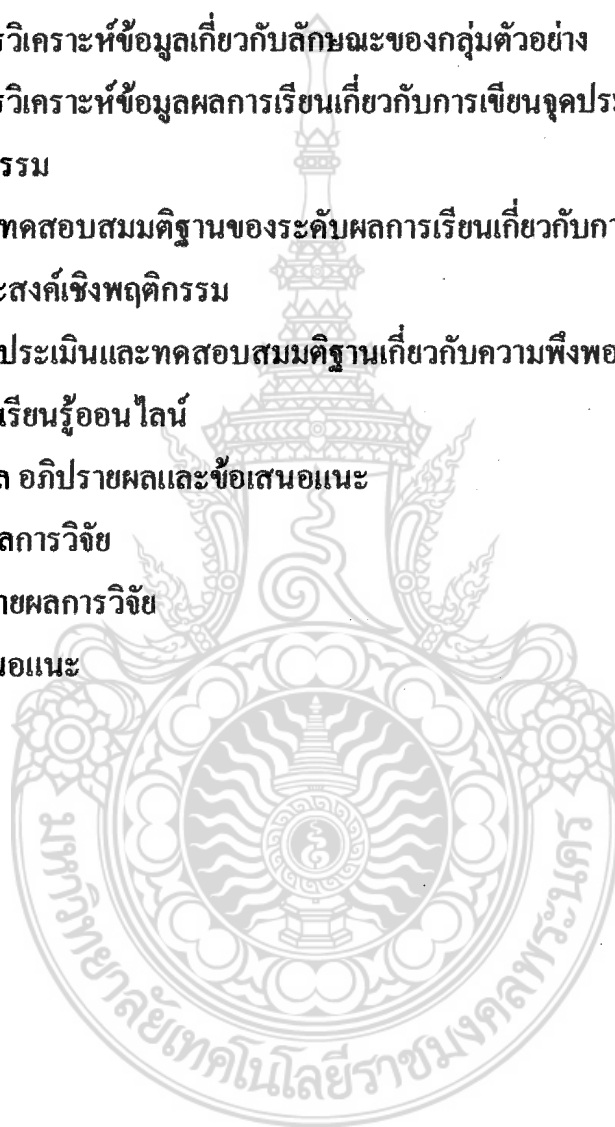 รวิเคราะห์ข้อมูลเกี่ยวกับลักษณะของกลุ่มตัวอย่าง
รวิเคราะห์ข้อมูลผลการเรียนเกี่ยวกับการเขียนจุดประ
รรม
ทดสอบสมมติฐานของระดับผลการเรียนเกี่ยวกับกา
ะสงค์เชิงพฤติกรรม
ประเมินและทดสอบสมมติฐานเกี่ยวกับความพึงพอ
เรียนรู้ออนไลน์
ล อภิปรายผลและข้อเสนอแนะ
ลการวิจัย
ายผลการวิจัย
นอแนะ
มหาวิทยาลัยเทคโนโลยีราชมงคลพระนคร